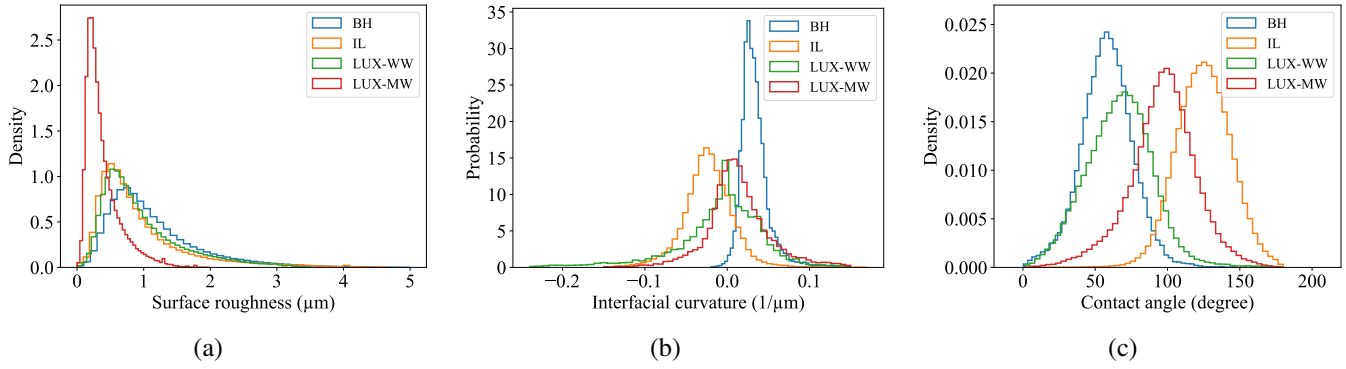 Density
2.5
2.0
1.5
1.0
0.5
0.0
0
1
2
3
4
5
Surface roughness (µm)
BH
IL
LUX-WW
LUX-MW
(a)
Probability
35
30
25
20
15
10
5
0
−0.2
−0.1
0.0
0.1
Interfacial curvature (1/µm)
BH
IL
LUX-WW
LUX-MW
(b)
Density
0.025
0.020
0.015
0.010
0.005
0.000
0
50
100
150
200
Contact angle (degree)
BH
IL
LUX-WW
LUX-MW
(c)